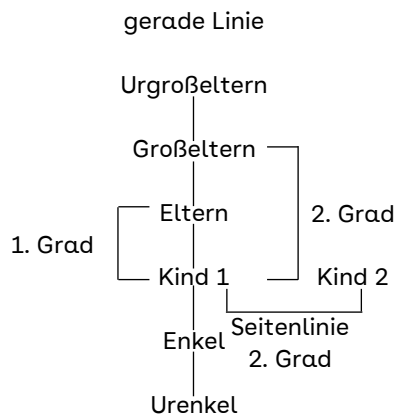 gerade Linie
Urgroßeltern
Großeltern
Eltern
2. Grad
1. Grad
Kind 1
Kind 2
Seitenlinie
Enkel
2. Grad
Urenkel